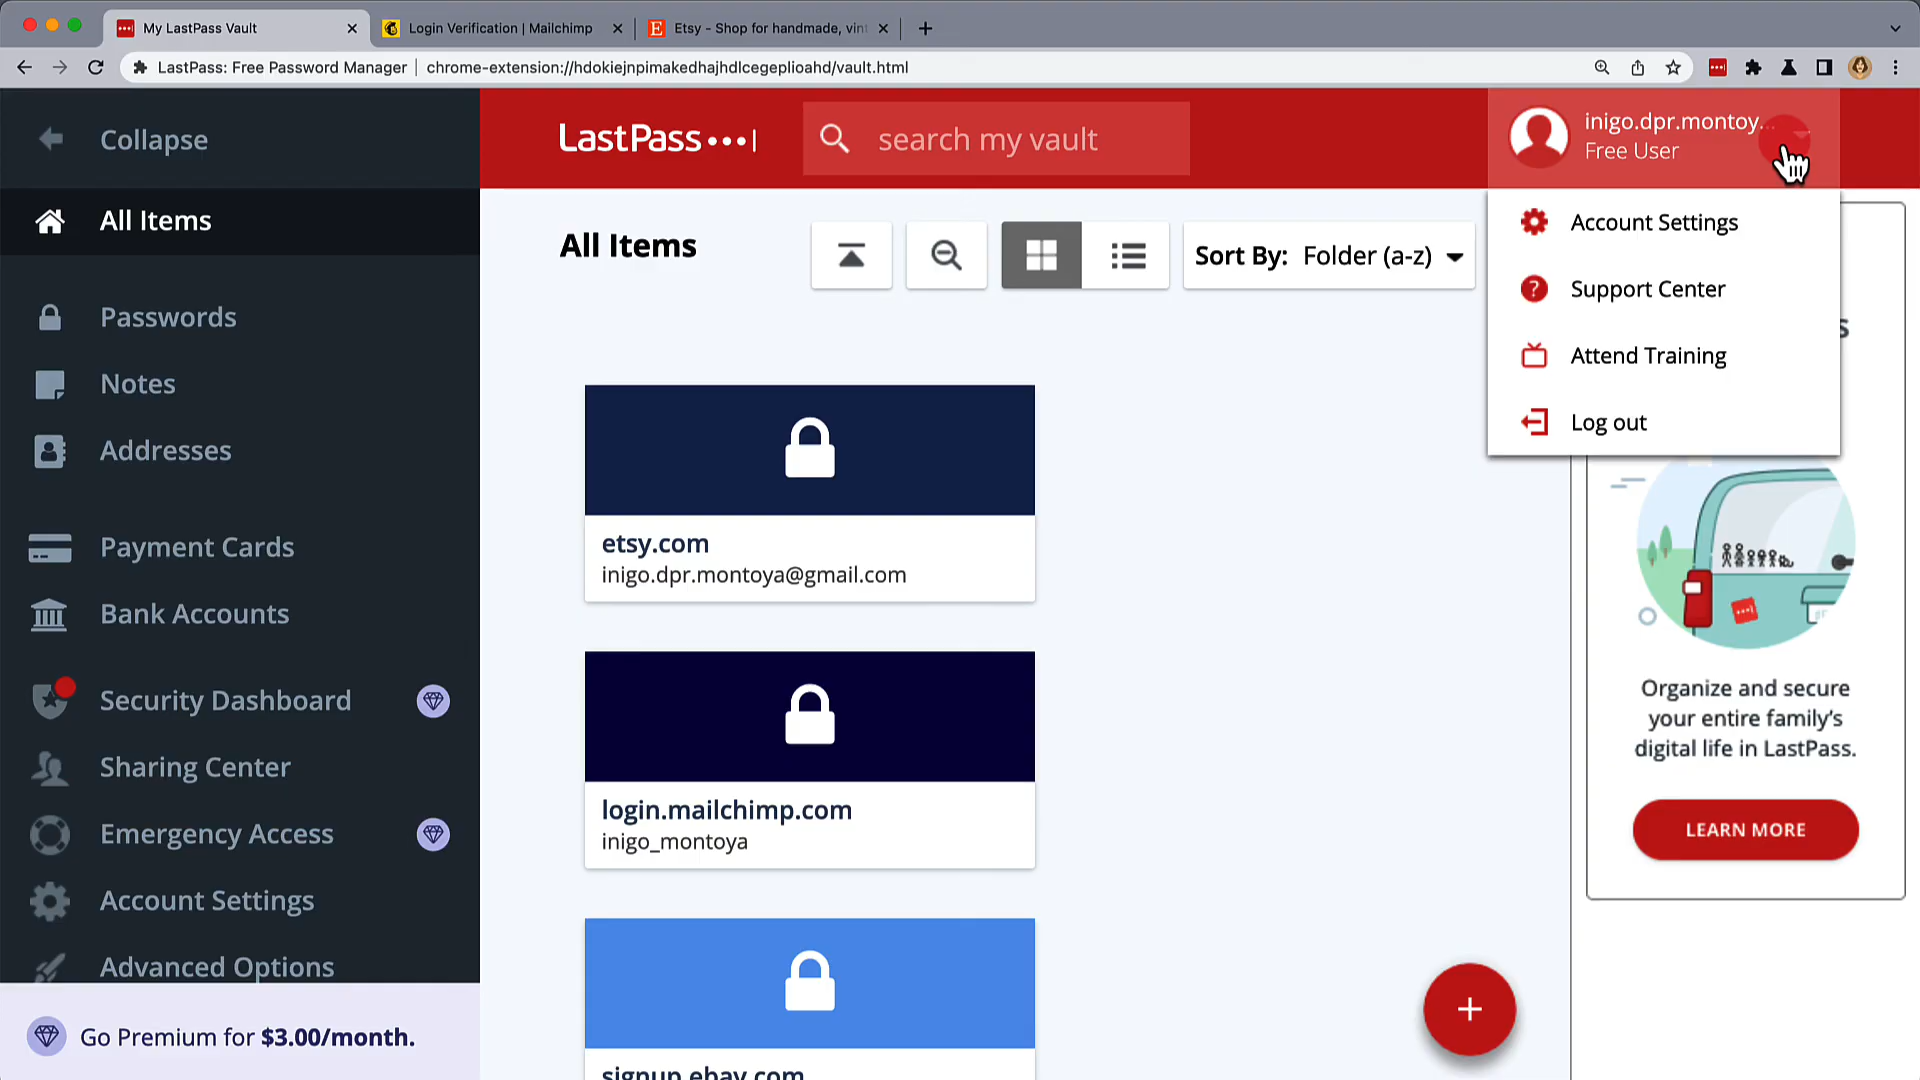 My LastPass Vault
Login Verification | Mailchimp
Etsy - Shop for handmade, vin
LastPass: Free Password Manager
chrome-extension://hdokiejnpimakedhajhdlcegeplioahd/vault.html
Collapse
LastPass
search my vault
inigo.dpr.montoy...
Free User
All Items
Passwords
Notes
Addresses
Payment Cards
Bank Accounts
Security Dashboard
Sharing Center
Emergency Access
Account Settings
Advanced Options
Go Premium for $3.00/month.
All Items
Sort By: Folder (a-z)
etsy.com
inigo.dpr.montoya@gmail.com
login.mailchimp.com
inigo_montoya
signup.ebay.com
Account Settings
Support Center
Attend Training
Log out
Organize and secure
your entire family's
digital life in LastPass.
LEARN MORE